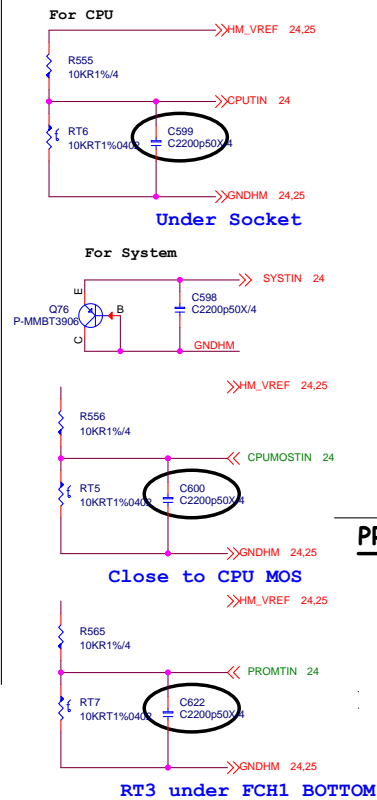 For CPU
HM_VREF 24,25
R555
10KR1%/4
CPUTIN 24
RT6
10KRT1%0402
C599
C2200p50X/4
GNDHM 24,25
Under Socket
For System
SYSTIN 24
E
Q76
P-MMBT3906
B
C
C598
C2200p50X/4
GNDHM
HM_VREF 24,25
R556
10KR1%/4
CPUMOSTIN 24
RT5
10KRT1%0402
C600
C2200p50X/4
GNDHM 24,25
Close to CPU MOS
HM_VREF 24,25
R565
10KR1%/4
PROMTIN 24
RT7
10KRT1%0402
C622
C2200p50X/4
GNDHM 24,25
RT3 under FCH1 BOTTOM